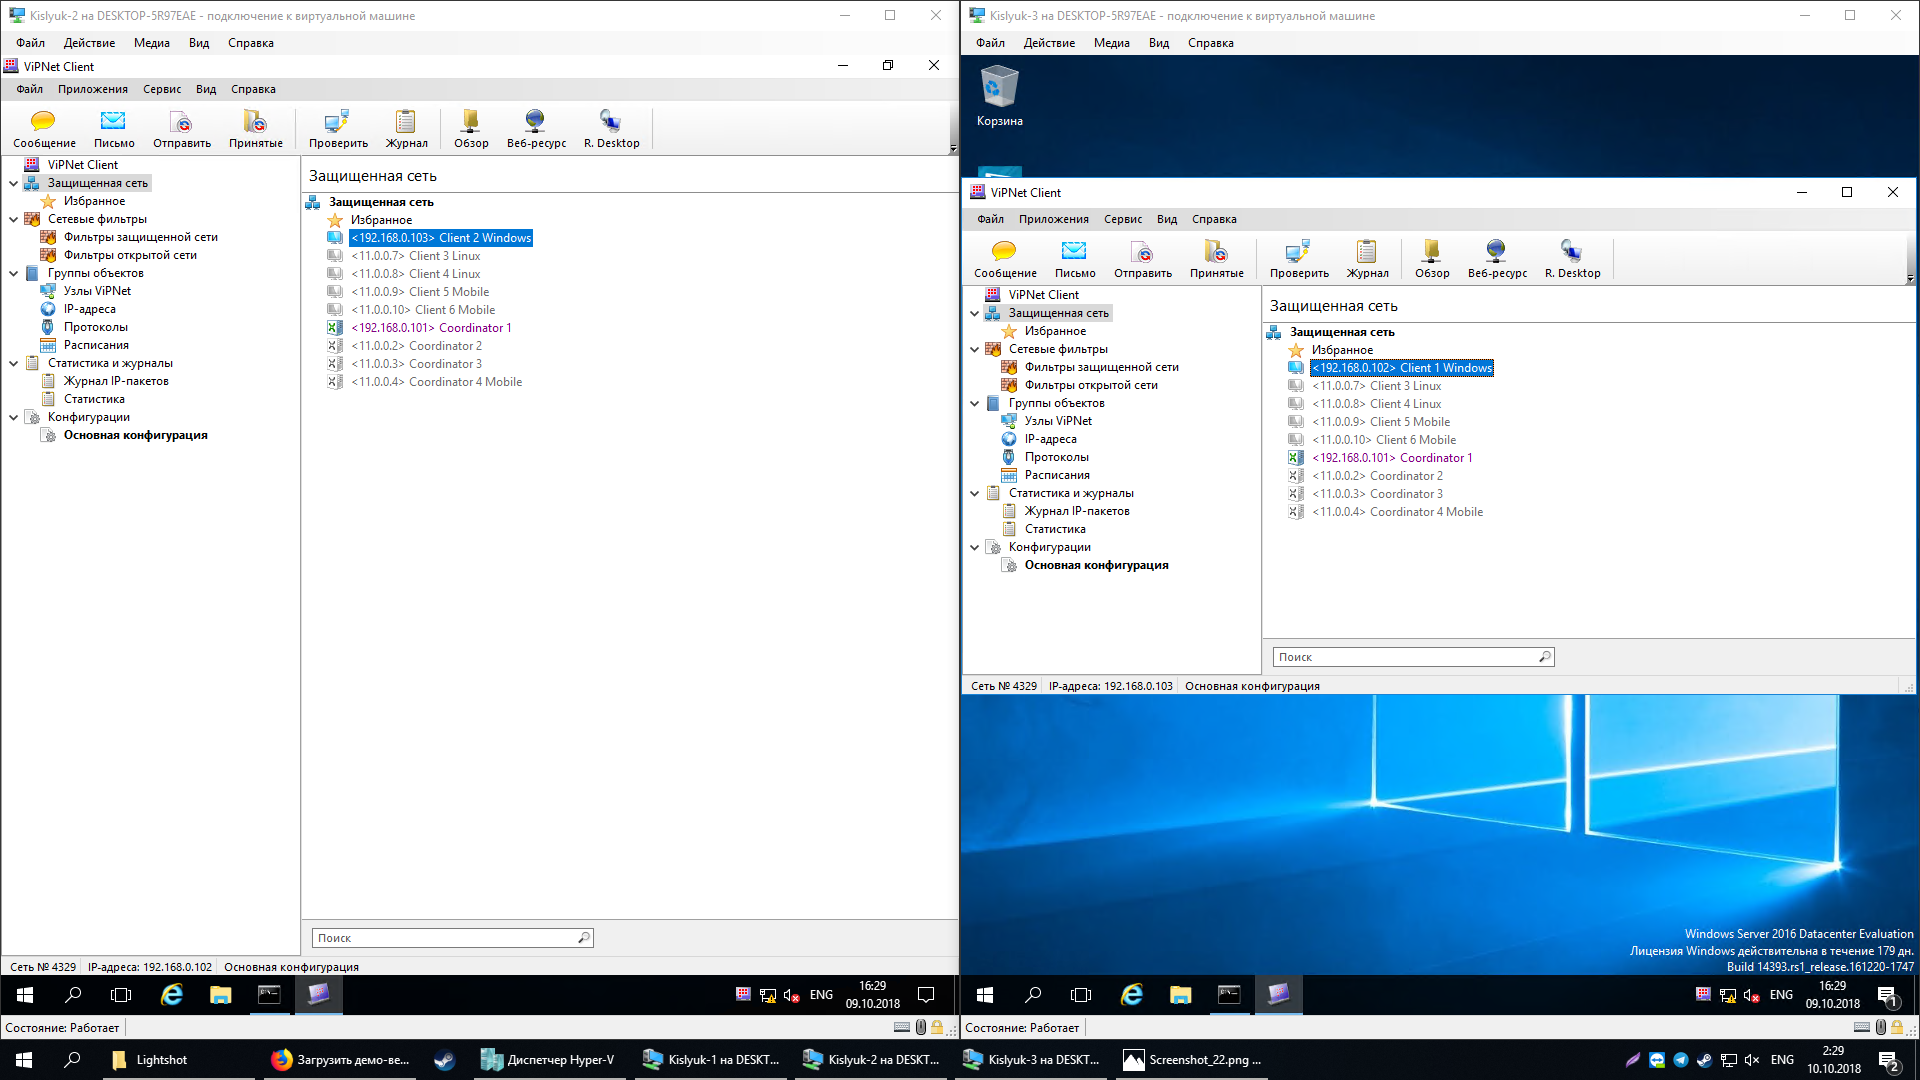 Kislyuk-2 на DESKTOP-5R97EAE - подключение к виртуальной машине
Файл Действие Медиа Вид Справка
ViPNet Client
Файл Приложения Сервис Вид Справка
Сообщение Письмо Отправить Принятые Проверить Журнал Обзор Веб-ресурс R. Desktop
ViPNet Client
Защищенная сеть
Избранное
Сетевые фильтры
Фильтры защищенной сети
Фильтры открытой сети
Группы объектов
Узлы ViPNet
IP-адреса
Протоколы
Расписания
Статистика и журналы
Журнал IP-пакетов
Статистика
Конфигурации
Основная конфигурация
Защищенная сеть
Защищенная сеть
Избранное
<192.168.0.103> Client 2 Windows
<11.0.0.7> Client 3 Linux
<11.0.0.8> Client 4 Linux
<11.0.0.9> Client 5 Mobile
<11.0.0.10> Client 6 Mobile
<192.168.0.101> Coordinator 1
<11.0.0.2> Coordinator 2
<11.0.0.3> Coordinator 3
<11.0.0.4> Coordinator 4 Mobile
Поиск
Сеть № 4329 IP-адреса: 192.168.0.102 Основная конфигурация
ENG
16:29
09.10.2018
Состояние: Работает
Kislyuk-3 на DESKTOP-5R97EAE - подключение к виртуальной машине
Файл Действие Медиа Вид Справка
Корзина
ViPNet Client
Файл Приложения Сервис Вид Справка
Сообщение Письмо Отправить Принятые Проверить Журнал Обзор Веб-ресурс R. Desktop
ViPNet Client
Защищенная сеть
Избранное
Сетевые фильтры
Фильтры защищенной сети
Фильтры открытой сети
Группы объектов
Узлы ViPNet
IP-адреса
Протоколы
Расписания
Статистика и журналы
Журнал IP-пакетов
Статистика
Конфигурации
Основная конфигурация
Защищенная сеть
Защищенная сеть
Избранное
<192.168.0.102> Client 1 Windows
<11.0.0.7> Client 3 Linux
<11.0.0.8> Client 4 Linux
<11.0.0.9> Client 5 Mobile
<11.0.0.10> Client 6 Mobile
<192.168.0.101> Coordinator 1
<11.0.0.2> Coordinator 2
<11.0.0.3> Coordinator 3
<11.0.0.4> Coordinator 4 Mobile
Поиск
Сеть № 4329 IP-адреса: 192.168.0.103 Основная конфигурация
Windows Server 2016 Datacenter Evaluation
Лицензия Windows действительна в течение 179 дн.
Build 14393.rs1_release.161220-1747
ENG
16:29
09.10.2018
1
Состояние: Работает
Lightshot
Загрузить демо-ве...
Диспетчер Hyper-V
Kislyuk-1 на DESKT...
Kislyuk-2 на DESKT...
Kislyuk-3 на DESKT...
Screenshot_22.png ...
ENG
2:29
10.10.2018
2